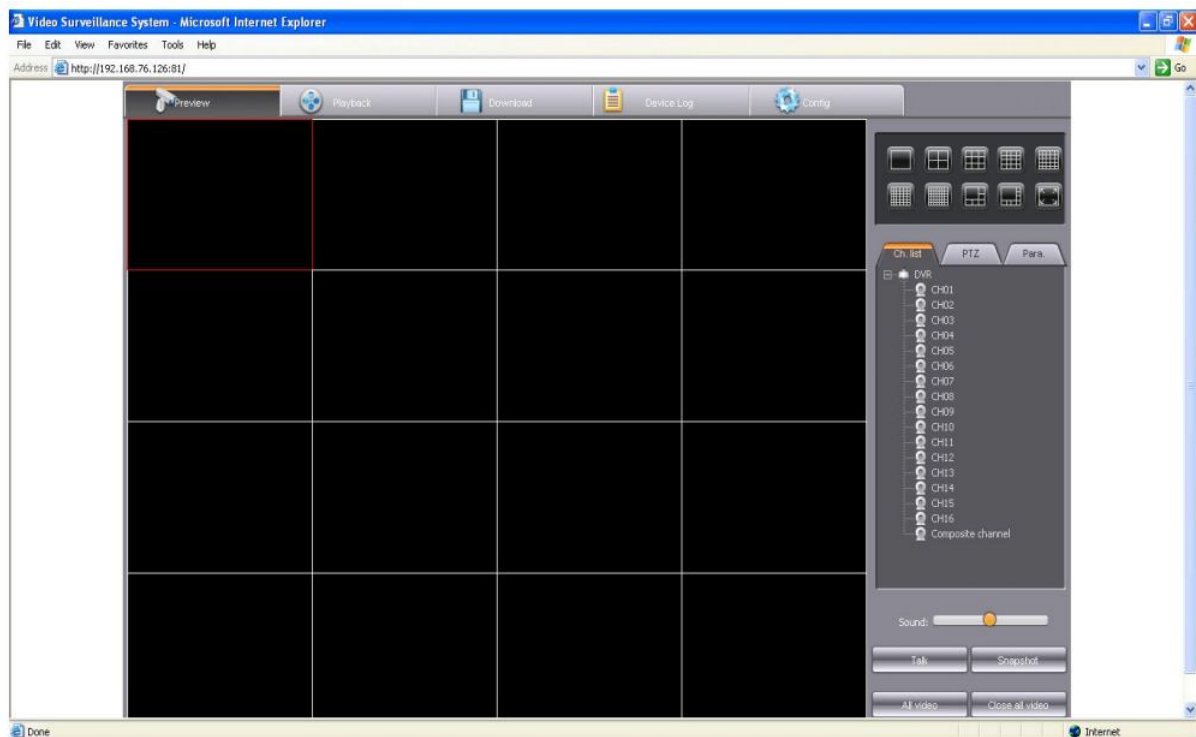 Video Surveillance System - Microsoft Internet Explorer
File Edit View Favorites Tools Help
Address http://192.168.76.126:81/ Go
Preview Playback Download Device Log Config
Ch. list PTZ Para.
DVR
CH01
CH02
CH03
CH04
CH05
CH06
CH07
CH08
CH09
CH10
CH11
CH12
CH13
CH14
CH15
CH16
Composite channel
Sound:
Talk Snapshot
All video Close all video
Done Internet